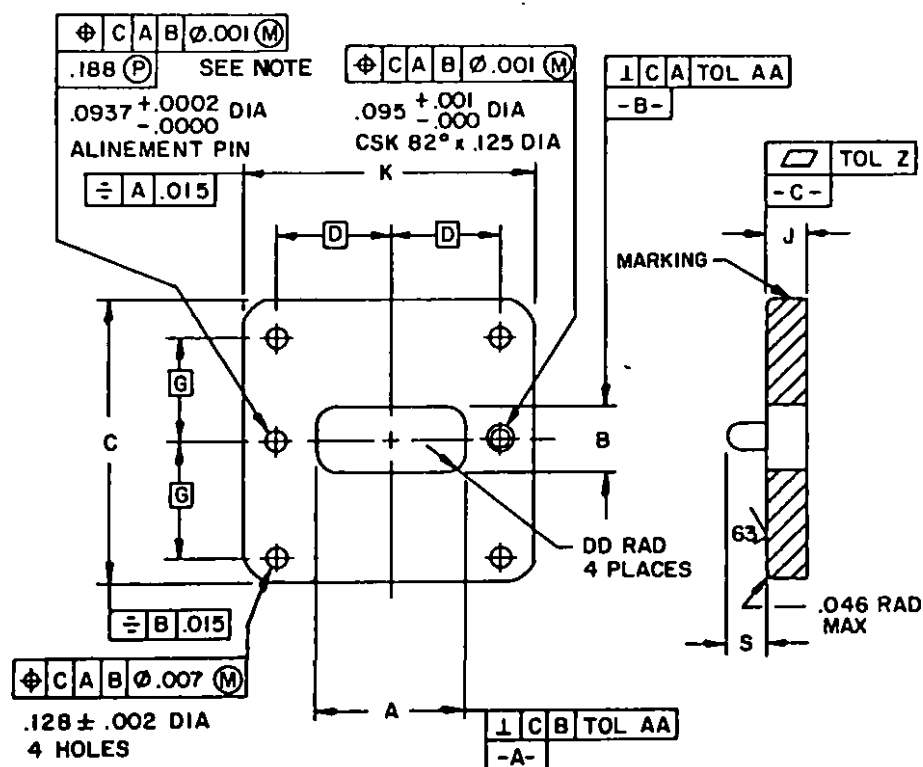 ⌖ C A B Ø.001 Ⓜ
.188 Ⓟ SEE NOTE
.0937 +.0002 -.0000 DIA
ALINEMENT PIN
⌯ A .015
⌖ C A B Ø.001 Ⓜ
.095 +.001 -.000 DIA
CSK 82° x .125 DIA
K
⊥ C A TOL AA
-B-
⏥ TOL Z
-C-
J
D D
MARKING
G
C
B
G
63
DD RAD
4 PLACES
.046 RAD
MAX
S
⌯ B .015
⌖ C A B Ø.007 Ⓜ
.128 ± .002 DIA
4 HOLES
A
⊥ C B TOL AA
-A-